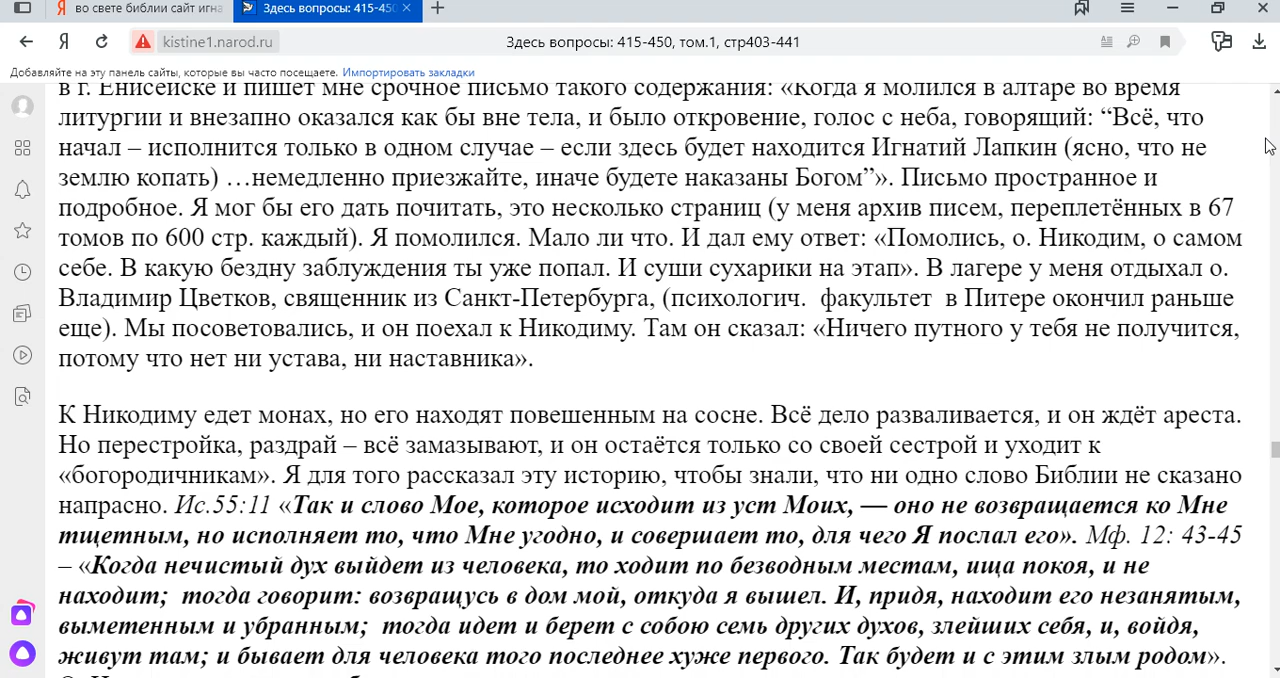 во свете библии сайт игна
Здесь вопросы: 415-450
kistine1.narod.ru
Здесь вопросы: 415-450, том.1, стр403-441
Добавляйте на эту панель сайты, которые вы часто посещаете. Импортировать закладки
в г. Енисейске и пишет мне срочное письмо такого содержания: «Когда я молился в алтаре во время
литургии и внезапно оказался как бы вне тела, и было откровение, голос с неба, говорящий: “Всё, что
начал – исполнится только в одном случае – если здесь будет находится Игнатий Лапкин (ясно, что не
землю копать) …немедленно приезжайте, иначе будете наказаны Богом”». Письмо пространное и
подробное. Я мог бы его дать почитать, это несколько страниц (у меня архив писем, переплетённых в 67
томов по 600 стр. каждый). Я помолился. Мало ли что. И дал ему ответ: «Помолись, о. Никодим, о самом
себе. В какую бездну заблуждения ты уже попал. И суши сухарики на этап». В лагере у меня отдыхал о.
Владимир Цветков, священник из Санкт-Петербурга, (психологич. факультет в Питере окончил раньше
еще). Мы посоветовались, и он поехал к Никодиму. Там он сказал: «Ничего путного у тебя не получится,
потому что нет ни устава, ни наставника».
К Никодиму едет монах, но его находят повешенным на сосне. Всё дело разваливается, и он ждёт ареста.
Но перестройка, раздрай – всё замазывают, и он остаётся только со своей сестрой и уходит к
«богородичникам». Я для того рассказал эту историю, чтобы знали, что ни одно слово Библии не сказано
напрасно. Ис.55:11 «Так и слово Мое, которое исходит из уст Моих, — оно не возвращается ко Мне
тщетным, но исполняет то, что Мне угодно, и совершает то, для чего Я послал его». Мф. 12: 43-45
– «Когда нечистый дух выйдет из человека, то ходит по безводным местам, ища покоя, и не
находит; тогда говорит: возвращусь в дом мой, откуда я вышел. И, придя, находит его незанятым,
выметенным и убранным; тогда идет и берет с собою семь других духов, злейших себя, и, войдя,
живут там; и бывает для человека того последнее хуже первого. Так будет и с этим злым родом».